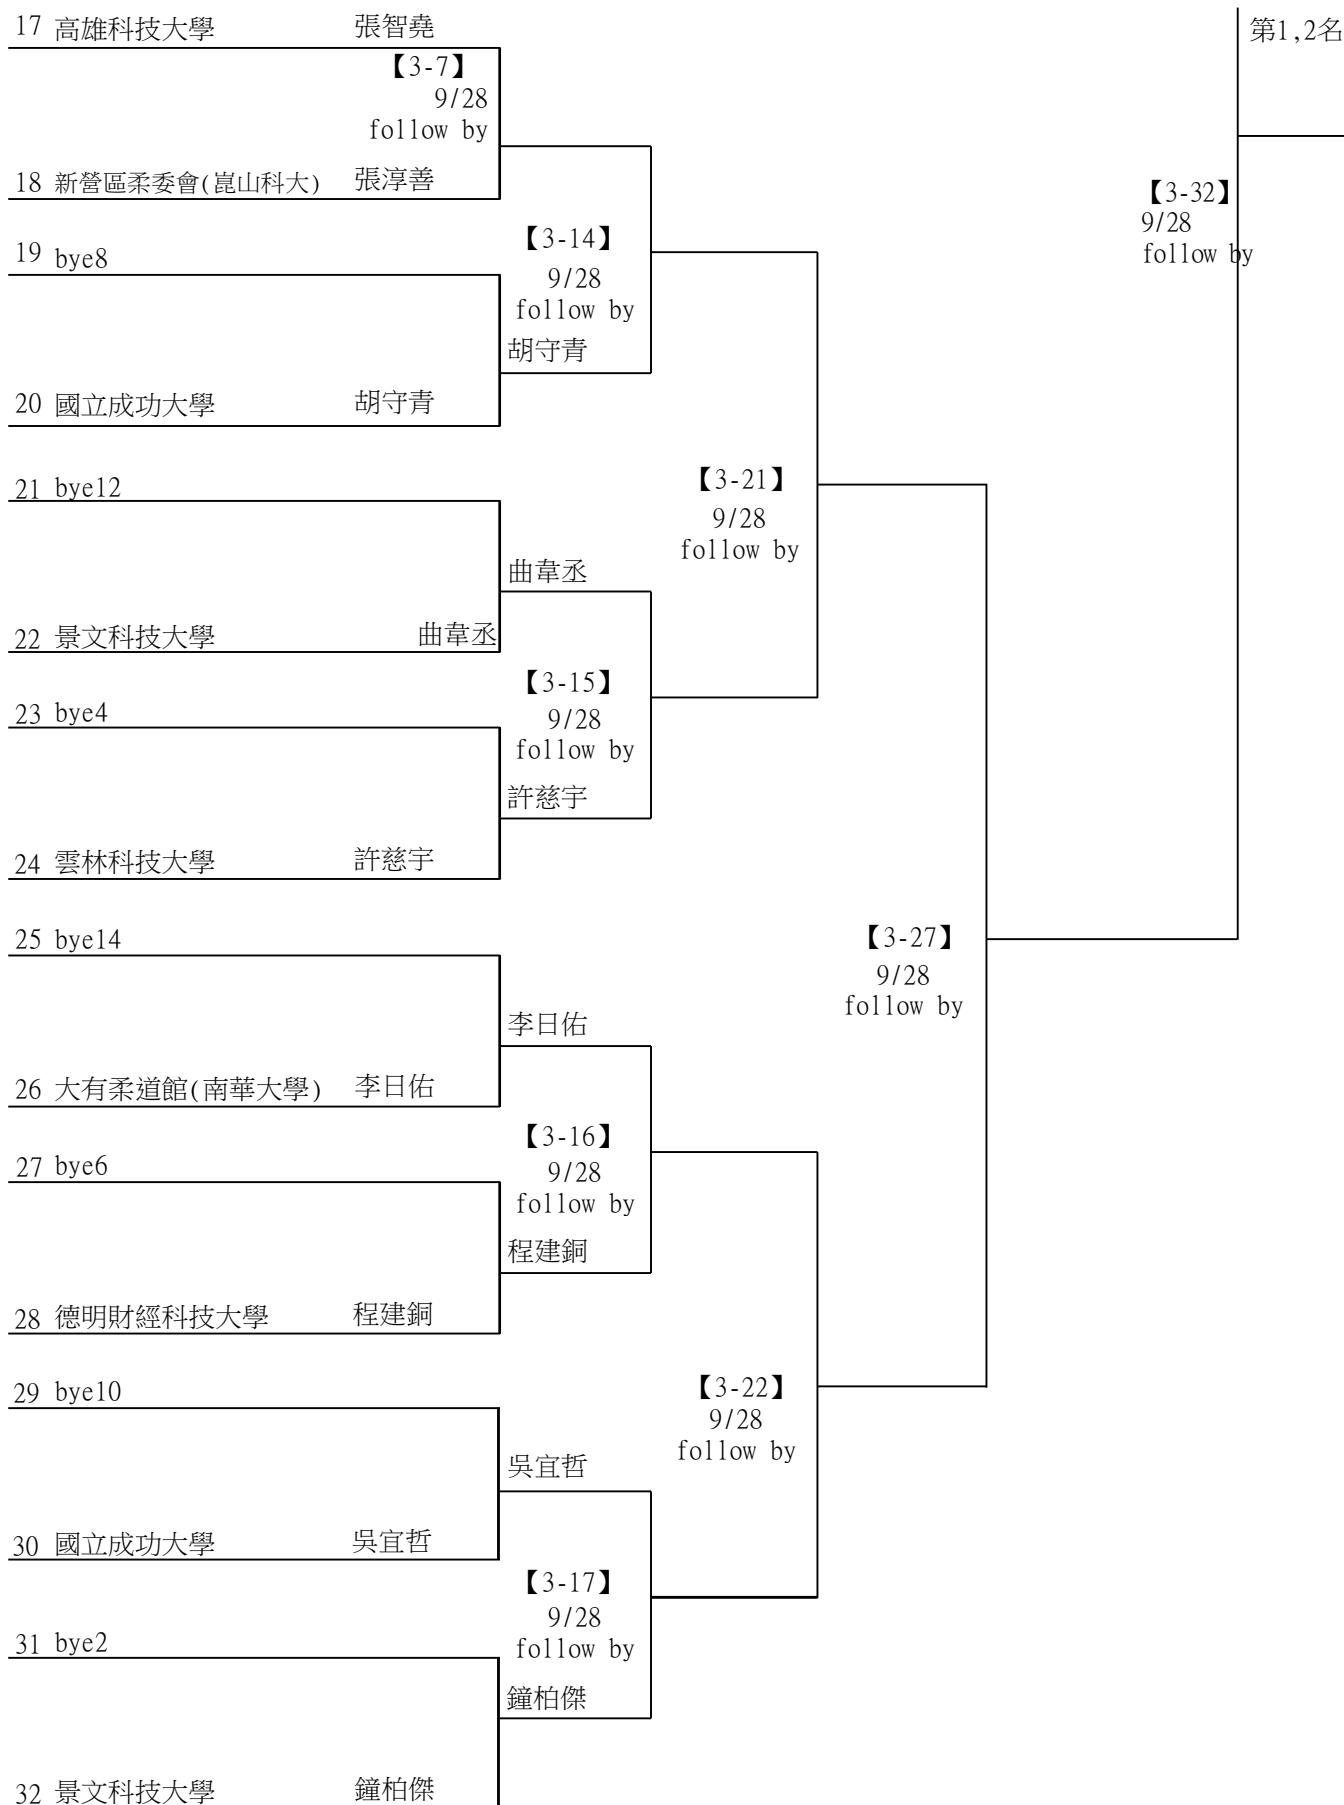 17 高雄科技大學 張智堯
第1,2名
【3-7】
9/28
follow by
18 新營區柔委會(崑山科大) 張淳善
【3-32】
9/28
follow by
19 bye8
【3-14】
9/28
follow by
胡守青
20 國立成功大學 胡守青
21 bye12
【3-21】
9/28
follow by
曲韋丞
22 景文科技大學 曲韋丞
【3-15】
9/28
follow by
23 bye4
許慈宇
24 雲林科技大學 許慈宇
25 bye14
【3-27】
9/28
follow by
李日佑
26 大有柔道館(南華大學) 李日佑
【3-16】
9/28
follow by
27 bye6
程建銅
28 德明財經科技大學 程建銅
29 bye10
【3-22】
9/28
follow by
吳宜哲
30 國立成功大學 吳宜哲
【3-17】
9/28
follow by
31 bye2
鐘柏傑
32 景文科技大學 鐘柏傑